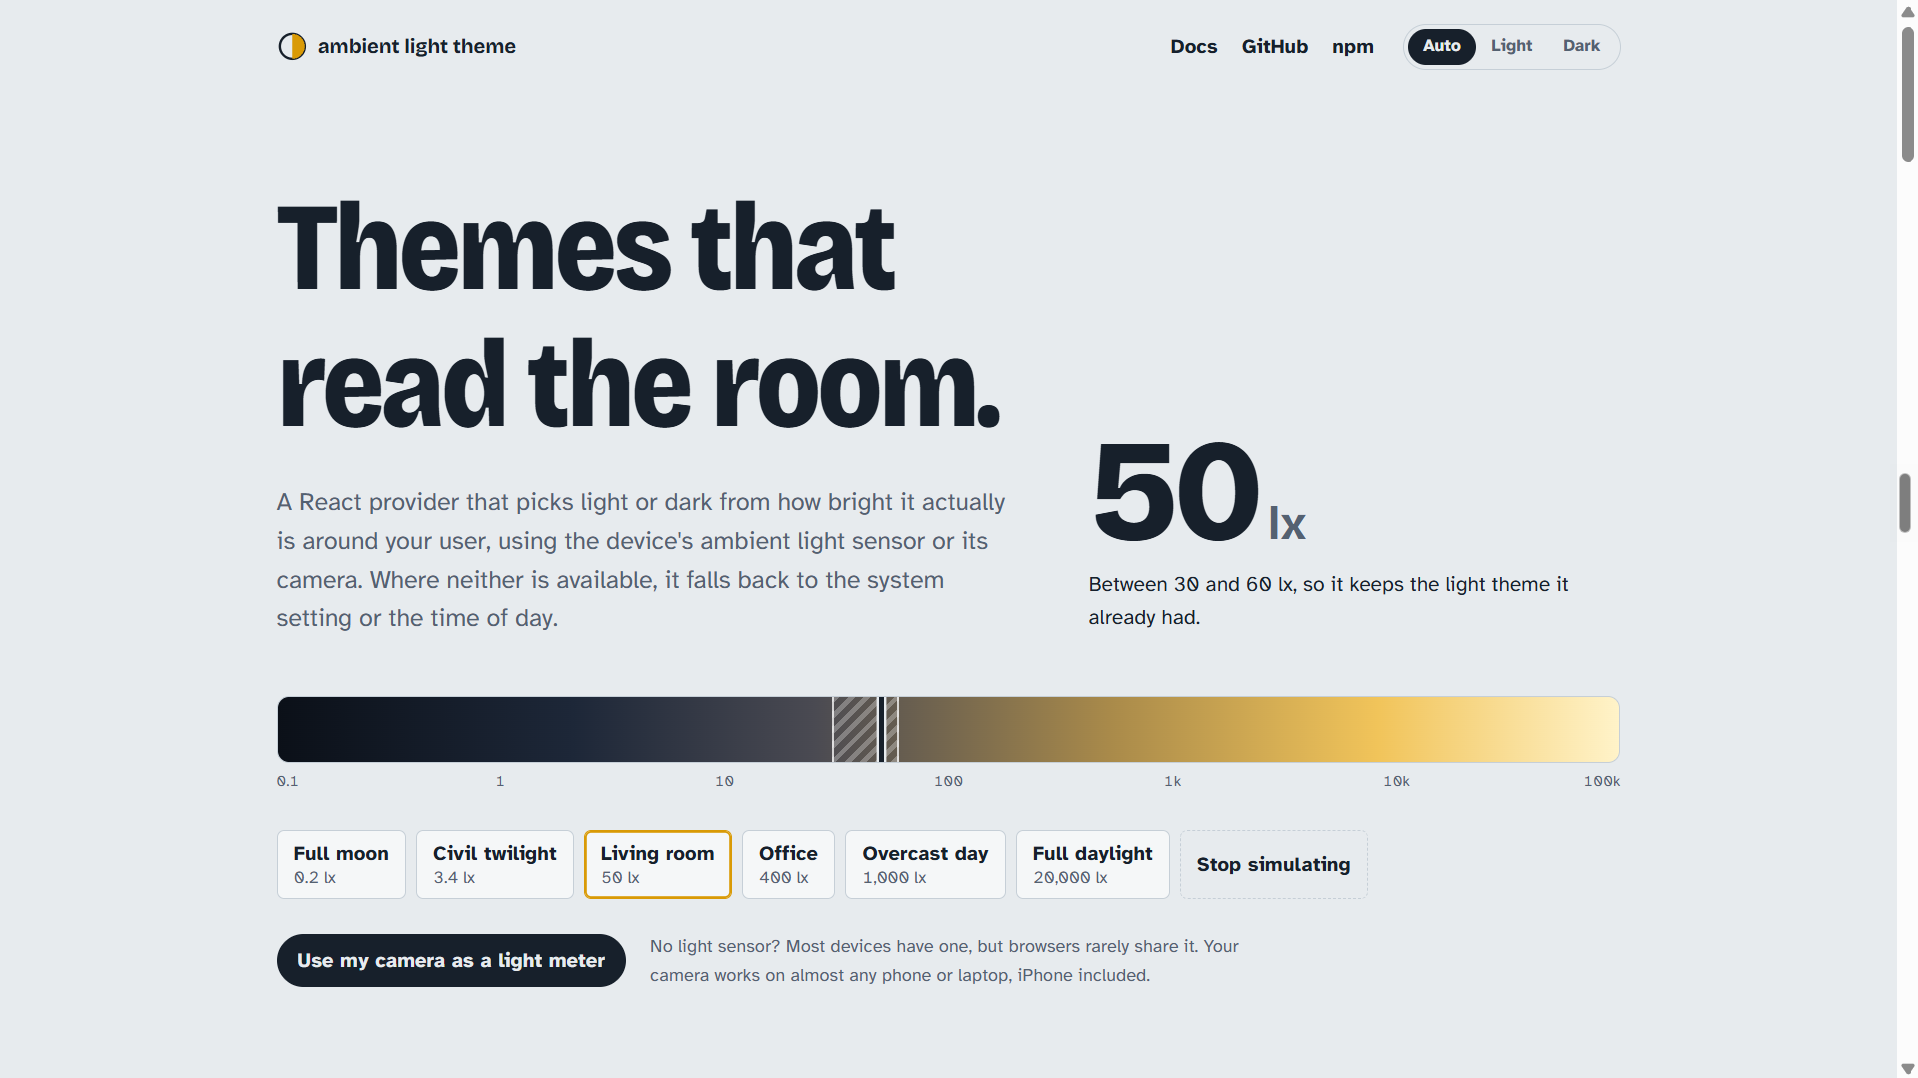 ambient light theme
Docs GitHub npm Auto Light Dark
Themes that
read the room.
A React provider that picks light or dark from how bright it actually
is around your user, using the device's ambient light sensor or its
camera. Where neither is available, it falls back to the system
setting or the time of day.
50 lx
Between 30 and 60 lx, so it keeps the light theme it
already had.
0.1 1 10 100 1k 10k 100k
Full moon
0.2 lx
Civil twilight
3.4 lx
Living room
50 lx
Office
400 lx
Overcast day
1,000 lx
Full daylight
20,000 lx
Stop simulating
Use my camera as a light meter
No light sensor? Most devices have one, but browsers rarely share it. Your
camera works on almost any phone or laptop, iPhone included.